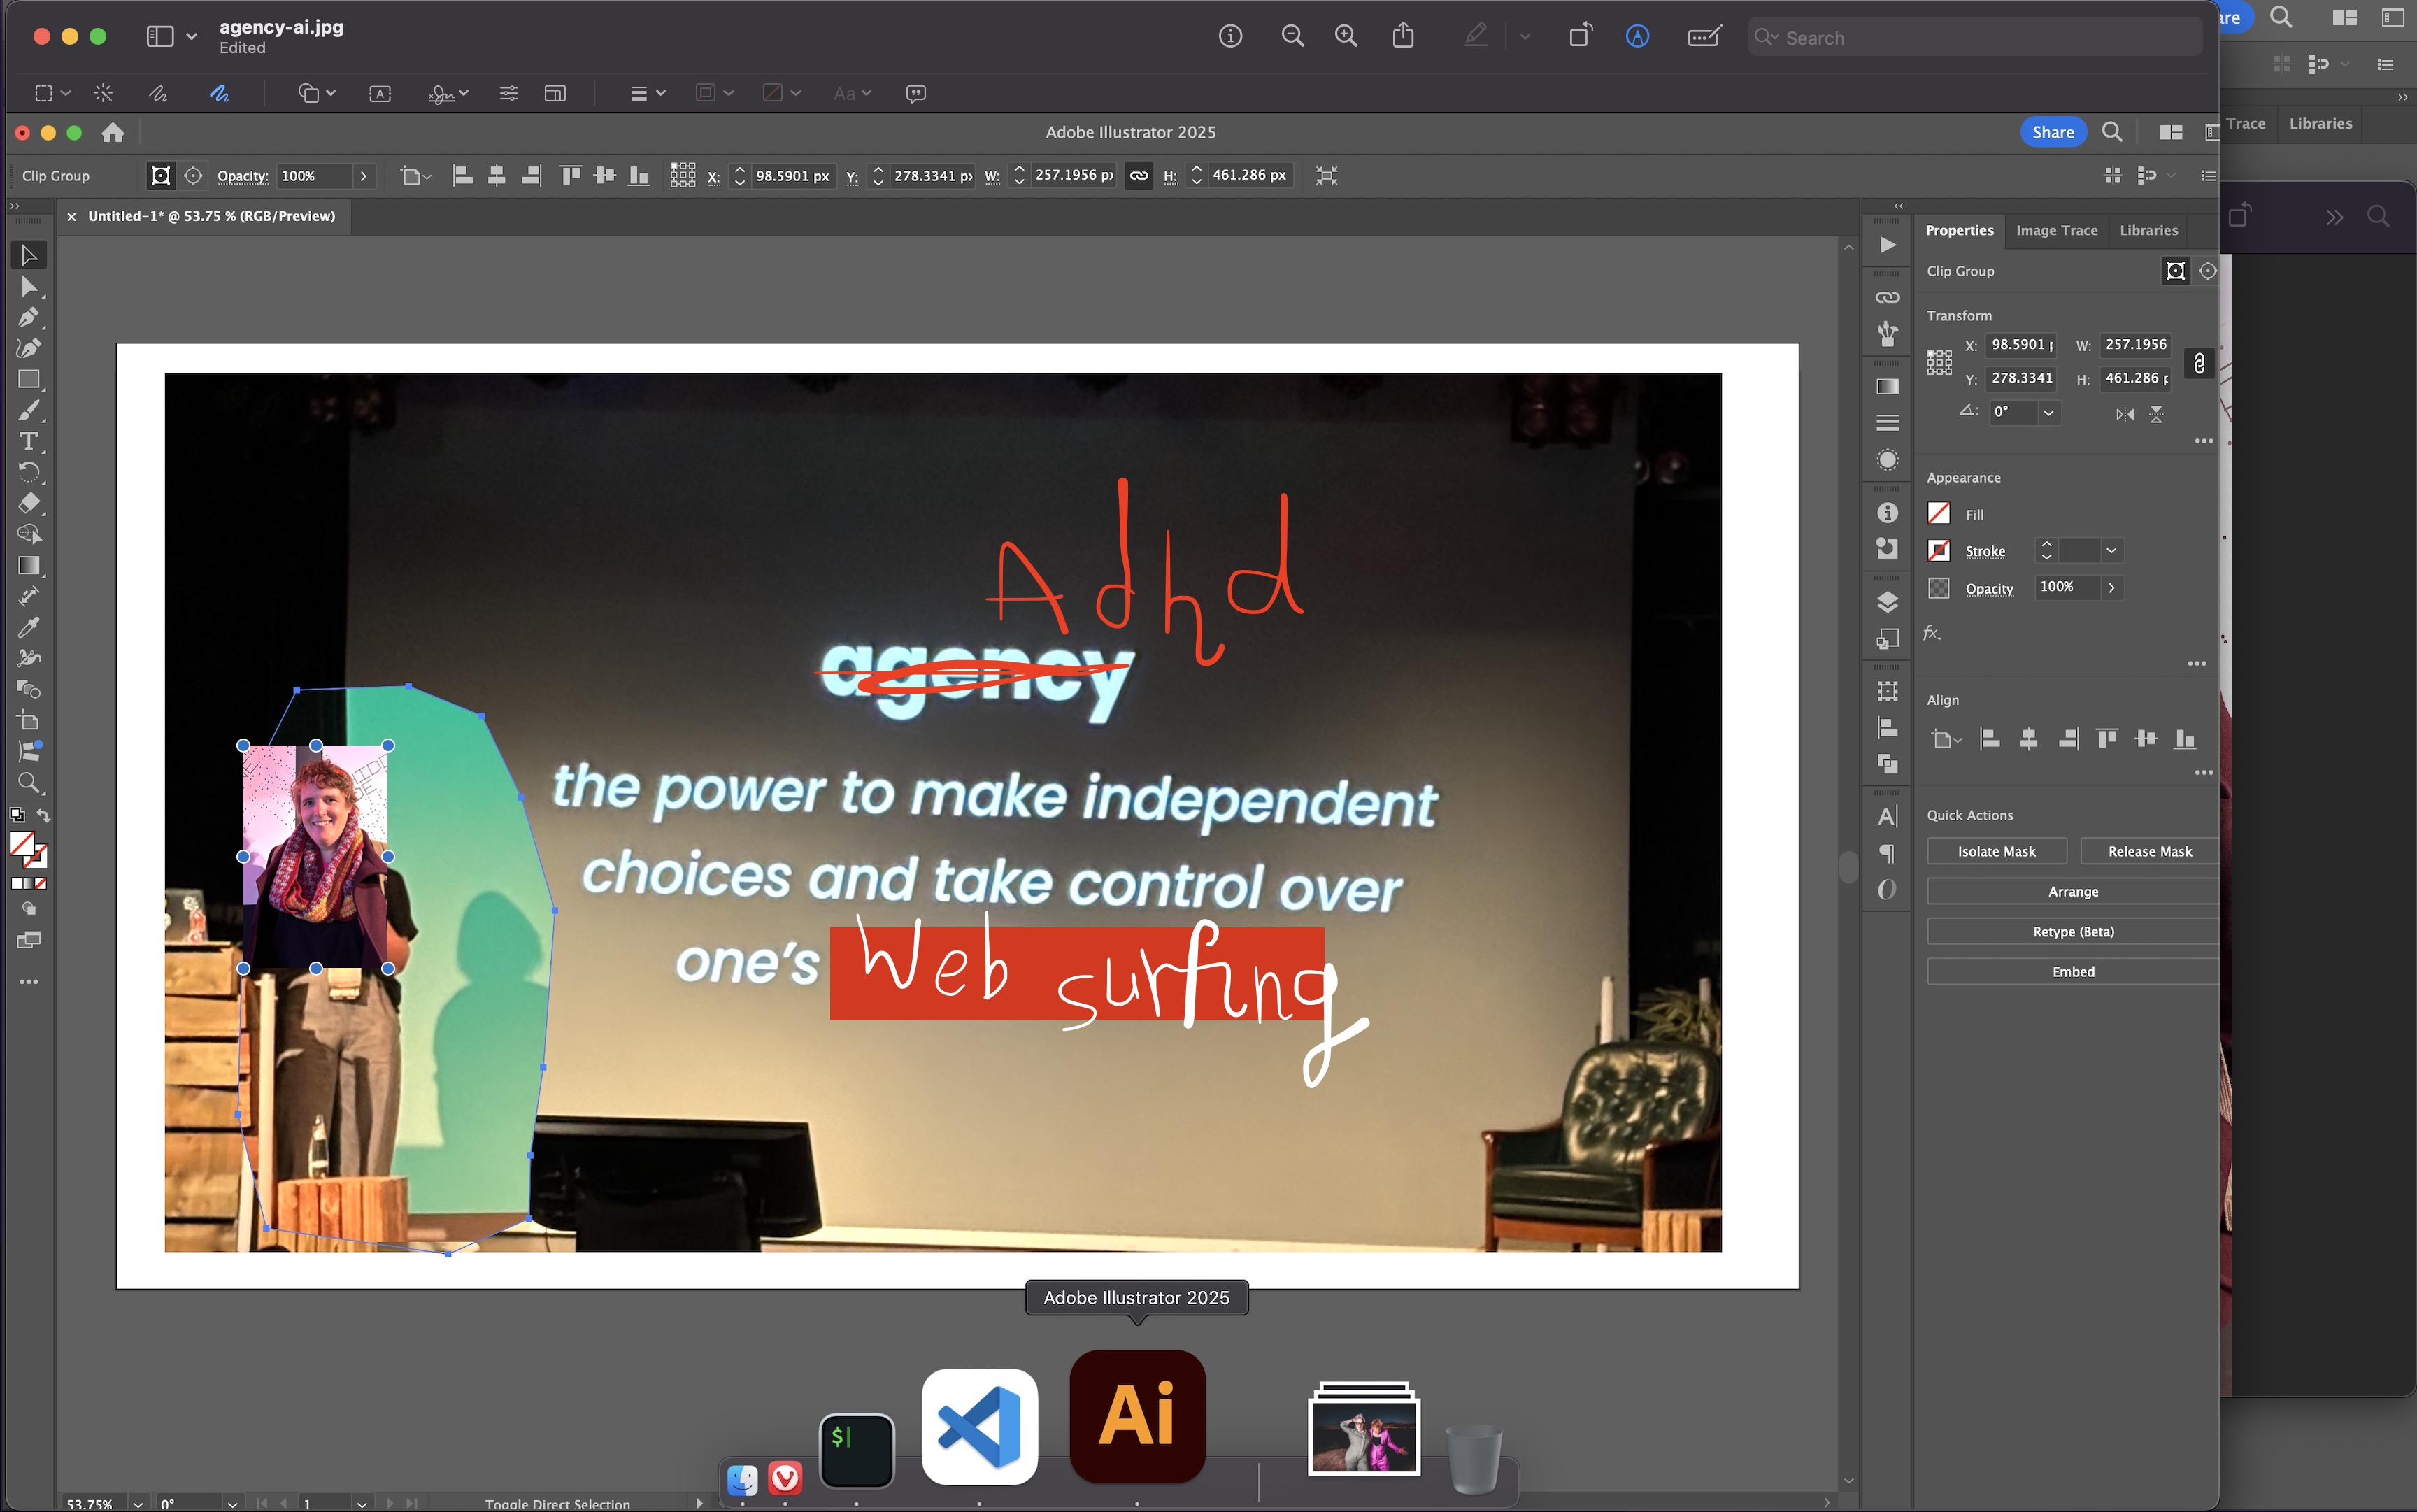 agency-ai.jpg
Edited
Search
are
Adobe Illustrator 2025
Share
Trace
Libraries
Clip Group
Opacity:
100%
X:
98.5901 px
Y:
278.3341 px
W:
257.1956 px
H:
461.286 px
Untitled-1* @ 53.75 % (RGB/Preview)
Properties
Image Trace
Libraries
Clip Group
Transform
X:
98.5901
W:
257.1956
Y:
278.3341
H:
461.286
0°
Appearance
Fill
Stroke
Opacity
100%
fx.
Align
Quick Actions
Isolate Mask
Release Mask
Arrange
Retype (Beta)
Embed
Adhd
agency
the power to make independent
choices and take control over
one's Web surfing
Adobe Illustrator 2025
$
Ai
53.75%
0°
1
Toggle Direct Selection